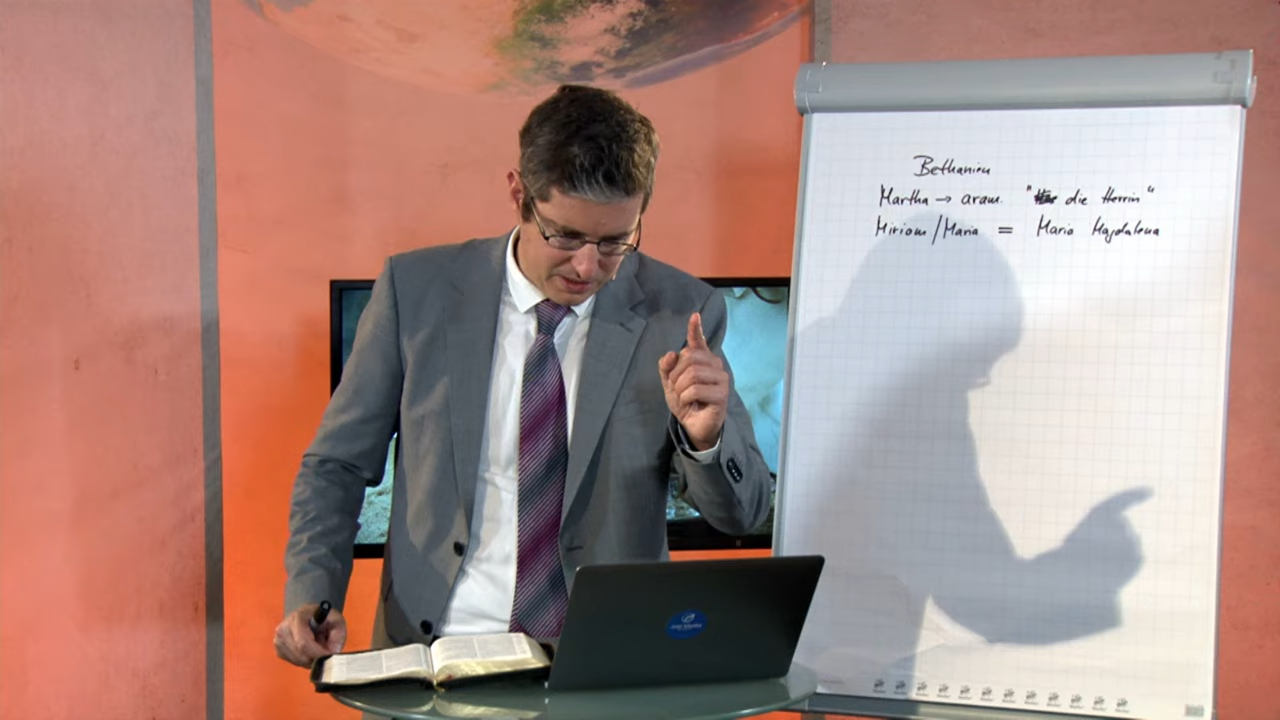 Bethanien
Martha → aram. " die Herrin "
Miriam / Maria = Maria Magdalena